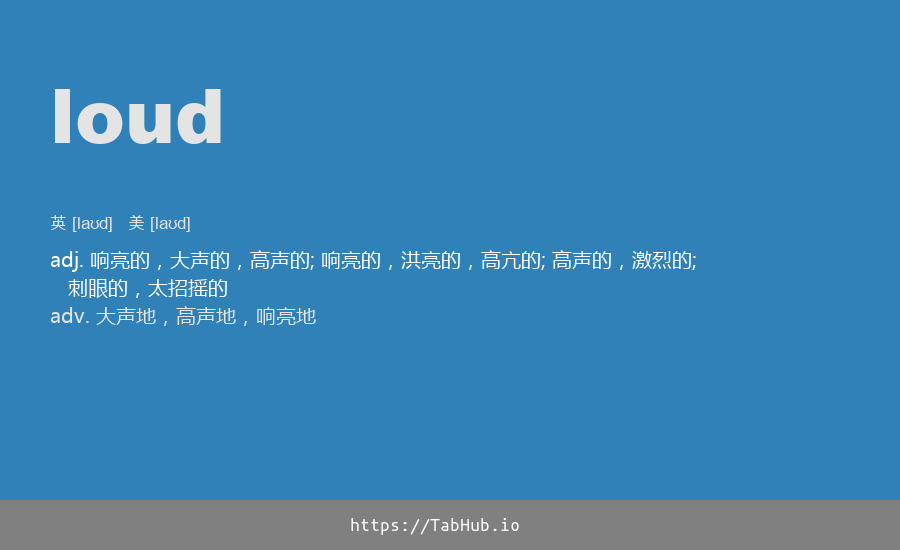 loud
英 [laʊd] 美 [laʊd]
adj. 响亮的，大声的，高声的; 响亮的，洪亮的，高亢的; 高声的，激烈的;
刺眼的，太招摇的
adv. 大声地，高声地，响亮地
https://TabHub.io